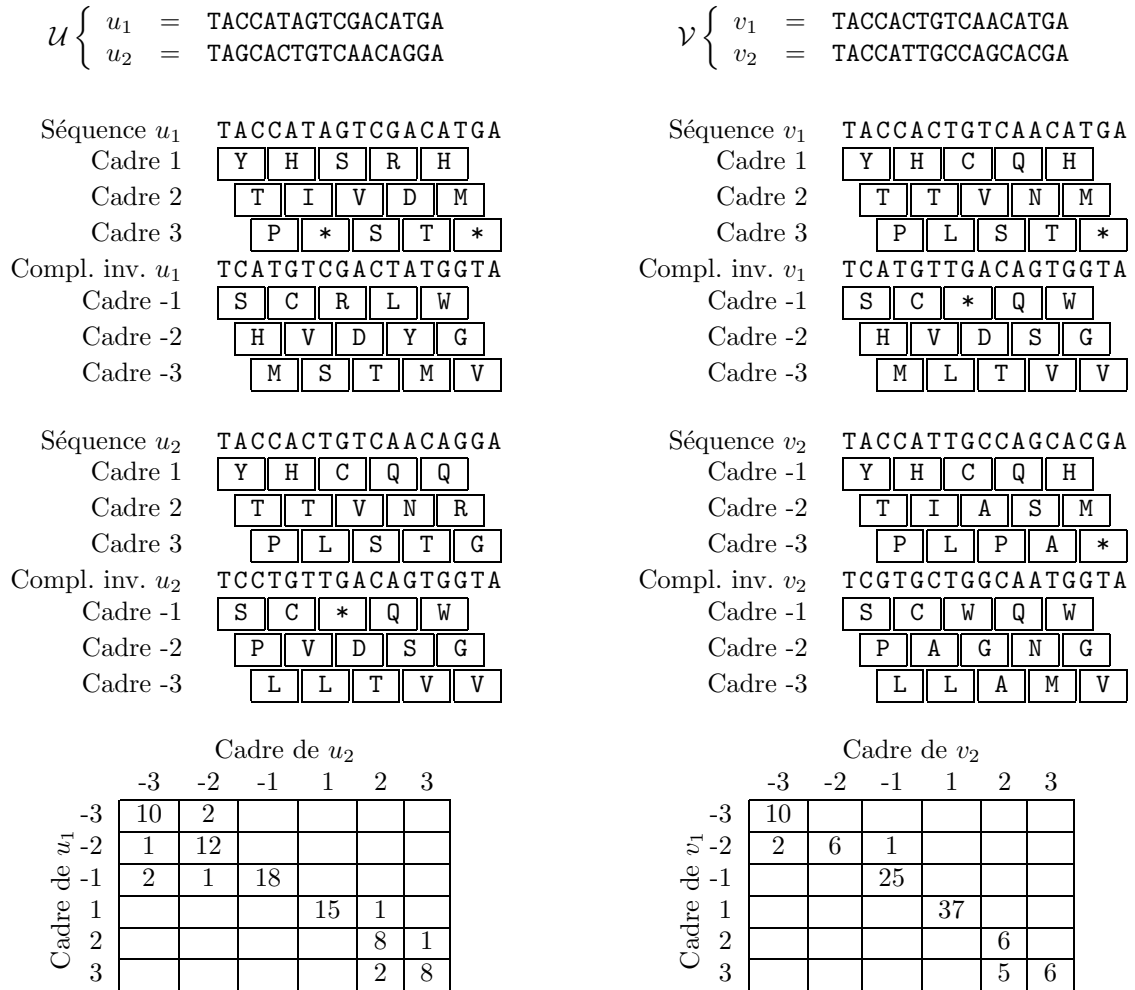 U { u1 = TACCATAGTCGACATGA
u2 = TAGCACTGTCAACAGGA
V { v1 = TACCACTGTCAACATGA
v2 = TACCATTGCCAGCACGA
Séquence u1 TACCATAGTCGACATGA
Cadre 1 Y H S R H
Cadre 2 T I V D M
Cadre 3 P * S T *
Compl. inv. u1 TCATGTCGACTATGGTA
Cadre -1 S C R L W
Cadre -2 H V D Y G
Cadre -3 M S T M V
Séquence v1 TACCACTGTCAACATGA
Cadre 1 Y H C Q H
Cadre 2 T T V N M
Cadre 3 P L S T *
Compl. inv. v1 TCATGTTGACAGTGGTA
Cadre -1 S C * Q W
Cadre -2 H V D S G
Cadre -3 M L T V V
Séquence u2 TACCACTGTCAACAGGA
Cadre 1 Y H C Q Q
Cadre 2 T T V N R
Cadre 3 P L S T G
Compl. inv. u2 TCCTGTTGACAGTGGTA
Cadre -1 S C * Q W
Cadre -2 P V D S G
Cadre -3 L L T V V
Séquence v2 TACCATTGCCAGCACGA
Cadre -1 Y H C Q H
Cadre -2 T I A S M
Cadre -3 P L P A *
Compl. inv. v2 TCGTGCTGGCAATGGTA
Cadre -1 S C W Q W
Cadre -2 P A G N G
Cadre -3 L L A M V
Cadre de u2
-3 -2 -1 1 2 3
Cadre de u1
-3 10 2
-2 1 12
-1 2 1 18
1 15 1
2 8 1
3 2 8
Cadre de v2
-3 -2 -1 1 2 3
Cadre de v1
-3 10
-2 2 6 1
-1 25
1 37
2 6
3 5 6